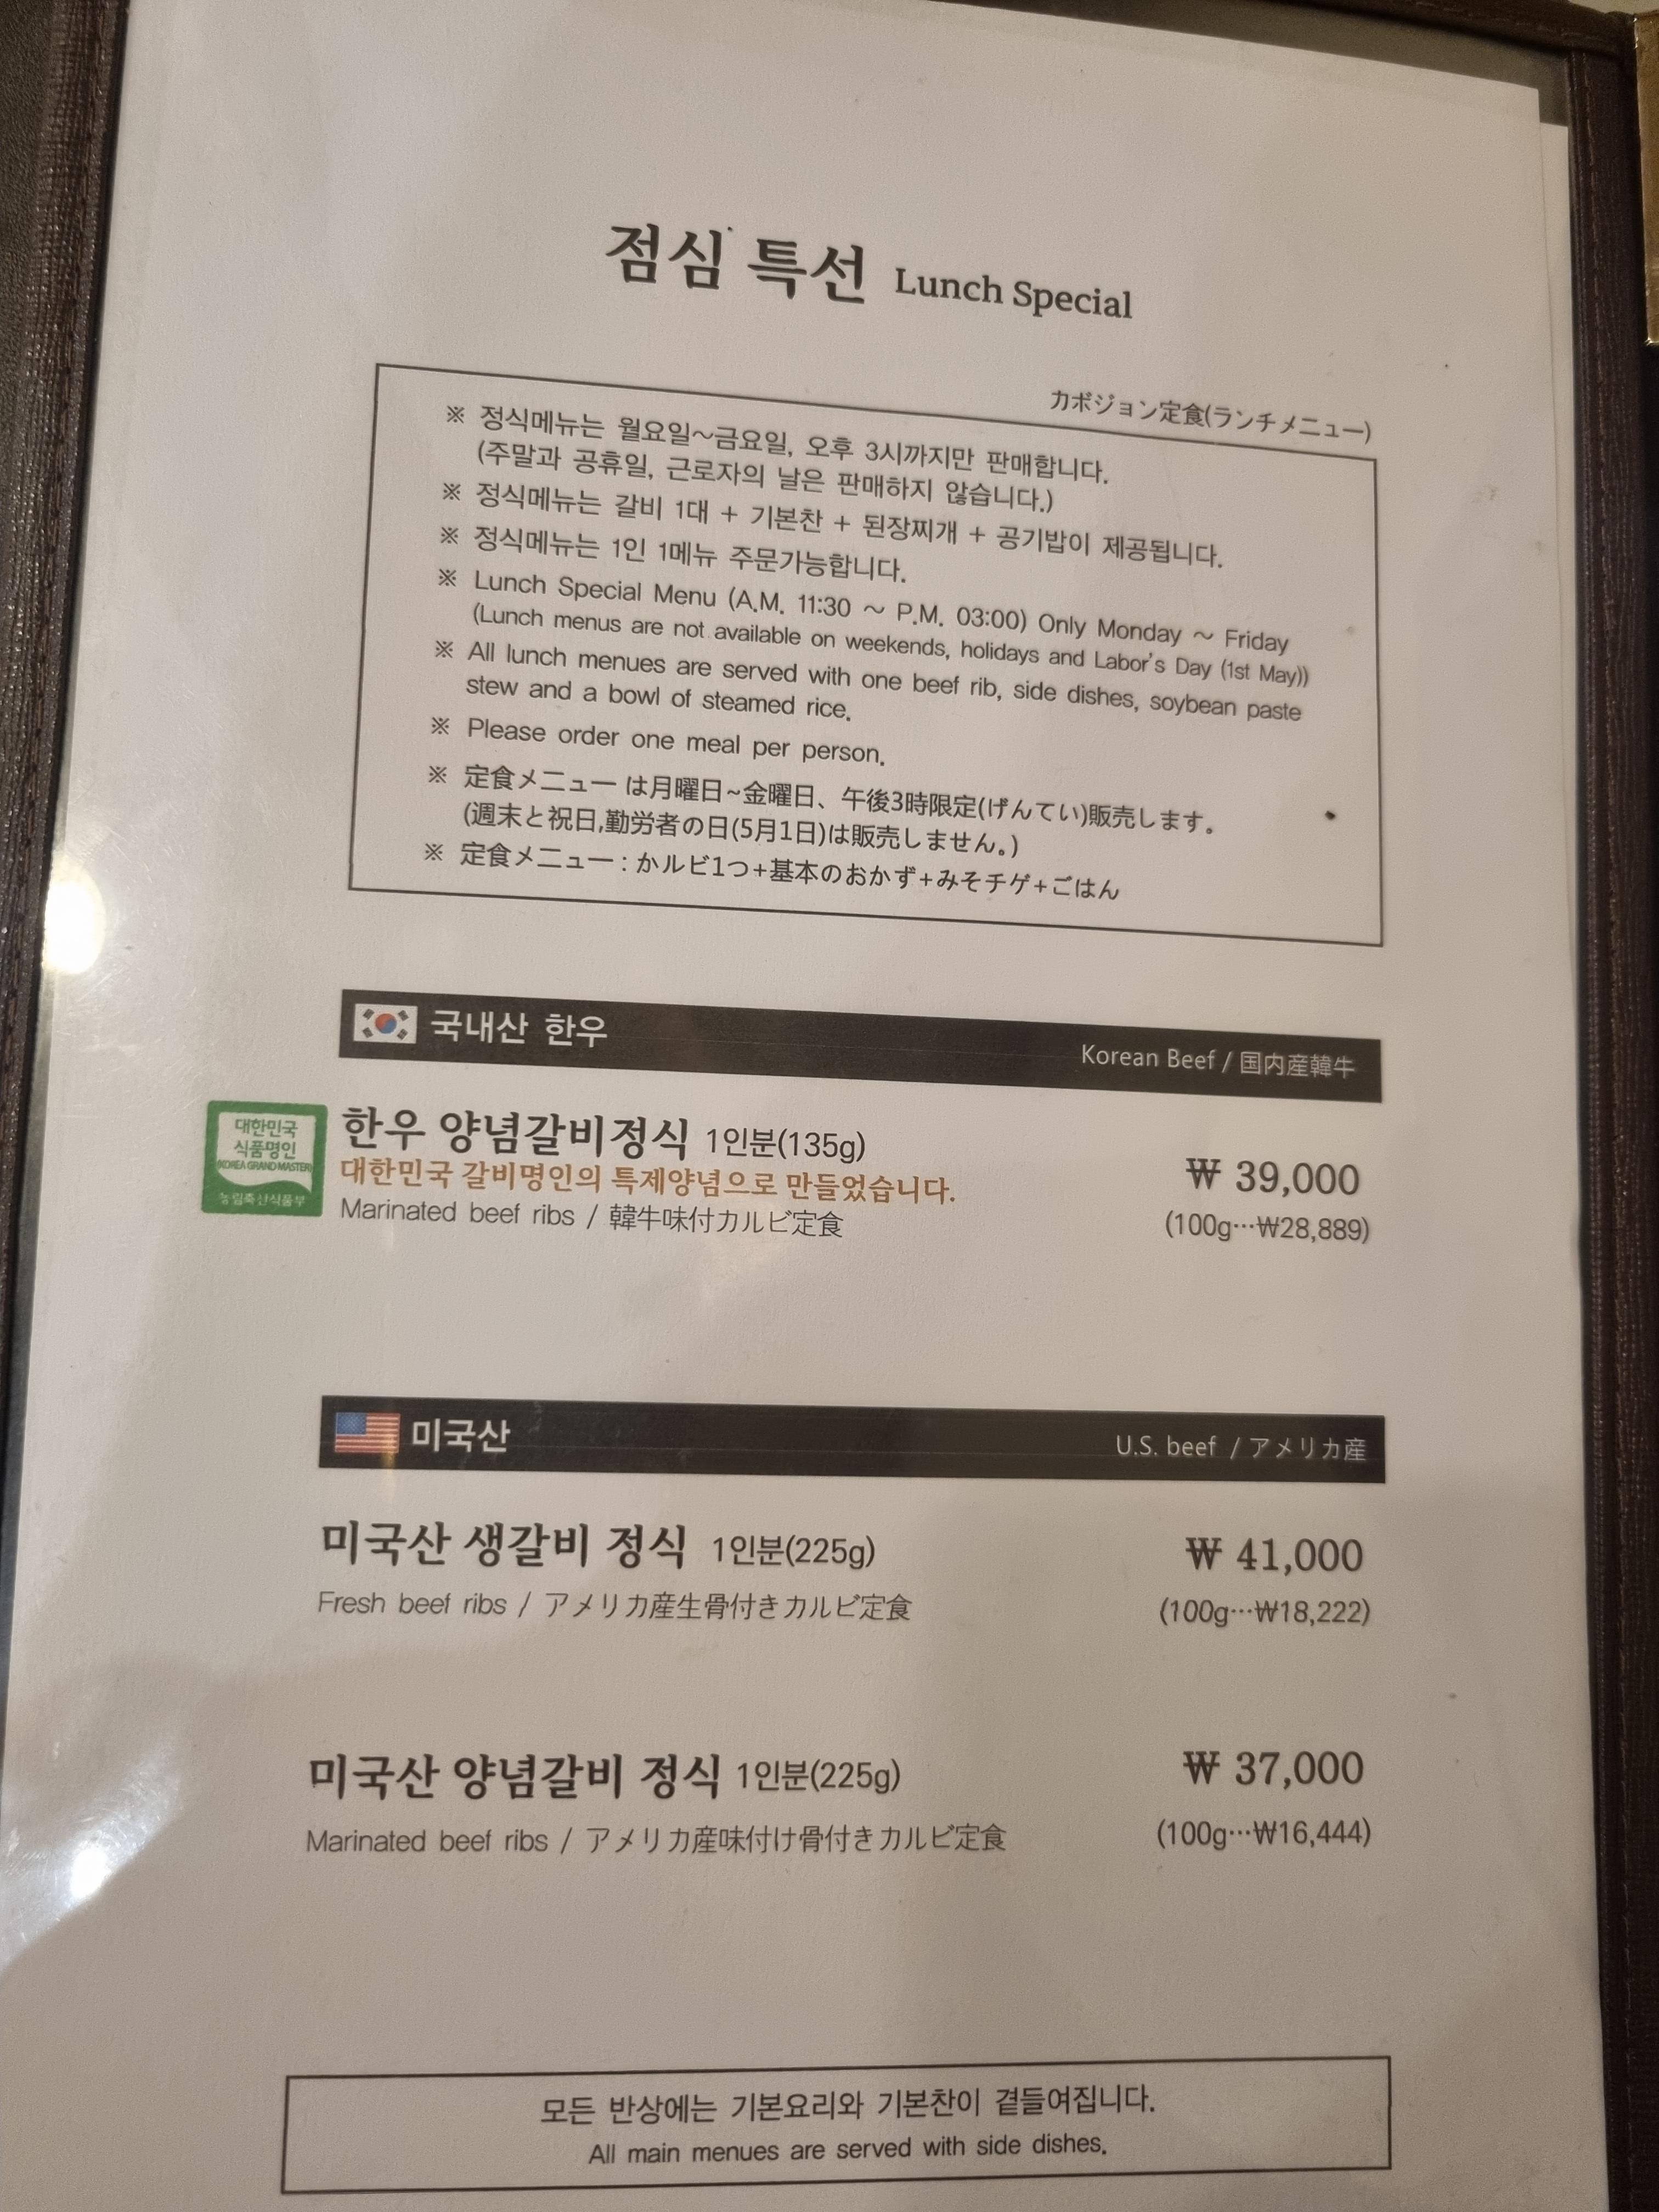 점심 특선 Lunch Special
カボジョン定食(ランチメニュー)
※ 정식메뉴는 월요일~금요일, 오후 3시까지만 판매합니다.
(주말과 공휴일, 근로자의 날은 판매하지 않습니다.)
※ 정식메뉴는 갈비 1대 + 기본찬 + 된장찌개 + 공기밥이 제공됩니다.
※ 정식메뉴는 1인 1메뉴 주문가능합니다.
※ Lunch Special Menu (A.M. 11:30 ~ P.M. 03:00) Only Monday ~ Friday
(Lunch menus are not available on weekends, holidays and Labor's Day (1st May))
※ All lunch menues are served with one beef rib, side dishes, soybean paste
stew and a bowl of steamed rice.
※ Please order one meal per person.
※ 定食メニュー は月曜日~金曜日、午後3時限定(げんてい)販売します。
(週末と祝日,勤労者の日(5月1日)は販売しません。)
※ 定食メニュー : かルビ1つ+基本のおかず+みそチゲ+ごはん
국내산 한우 Korean Beef / 国内産韓牛
대한민국
식품명인
(KOREA GRAND MASTER)
농림축산식품부
한우 양념갈비정식 1인분(135g) ₩ 39,000
대한민국 갈비명인의 특제양념으로 만들었습니다.
Marinated beef ribs / 韓牛味付カルビ定食 (100g…₩28,889)
미국산 U.S. beef / アメリカ産
미국산 생갈비 정식 1인분(225g) ₩ 41,000
Fresh beef ribs / アメリカ産生骨付きカルビ定食 (100g…₩18,222)
미국산 양념갈비 정식 1인분(225g) ₩ 37,000
Marinated beef ribs / アメリカ産味付け骨付きカルビ定食 (100g…₩16,444)
모든 반상에는 기본요리와 기본찬이 곁들여집니다.
All main menues are served with side dishes.